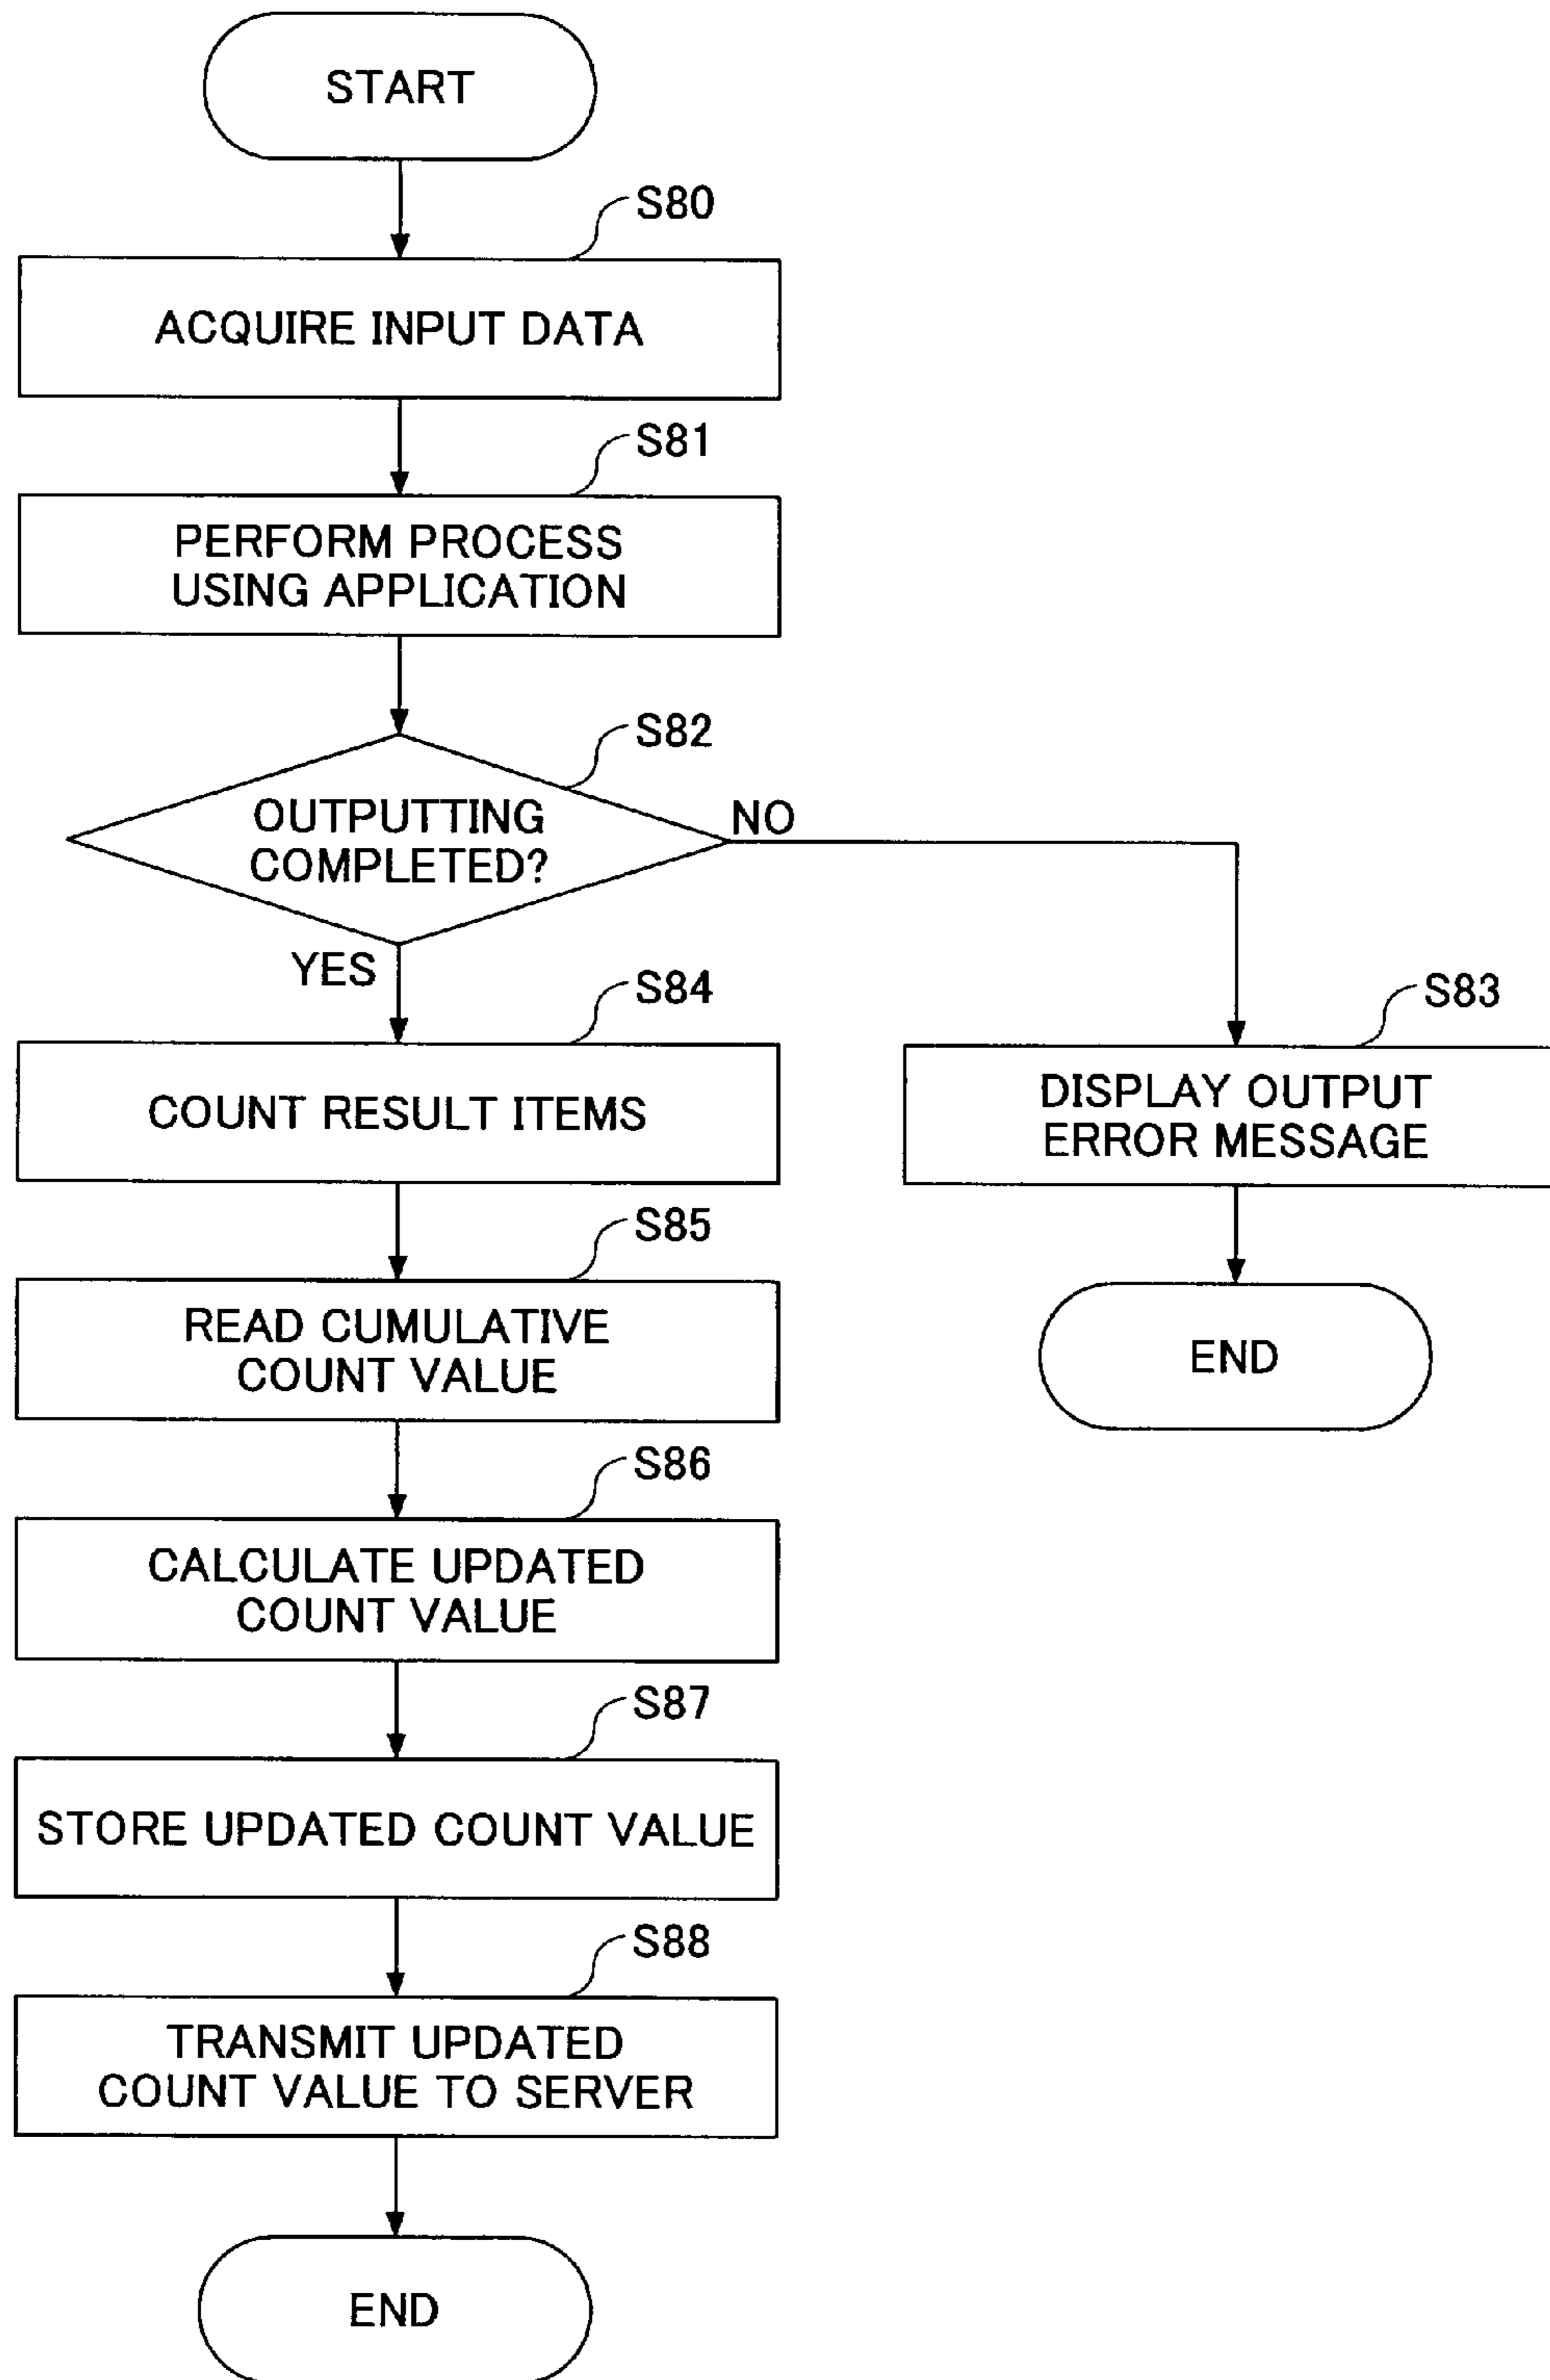 START
S80
ACQUIRE INPUT DATA
S81
PERFORM PROCESS
USING APPLICATION
S82
OUTPUTTING
COMPLETED?
NO
YES
S84
COUNT RESULT ITEMS
S83
DISPLAY OUTPUT
ERROR MESSAGE
S85
READ CUMULATIVE
COUNT VALUE
END
S86
CALCULATE UPDATED
COUNT VALUE
S87
STORE UPDATED COUNT VALUE
S88
TRANSMIT UPDATED
COUNT VALUE TO SERVER
END